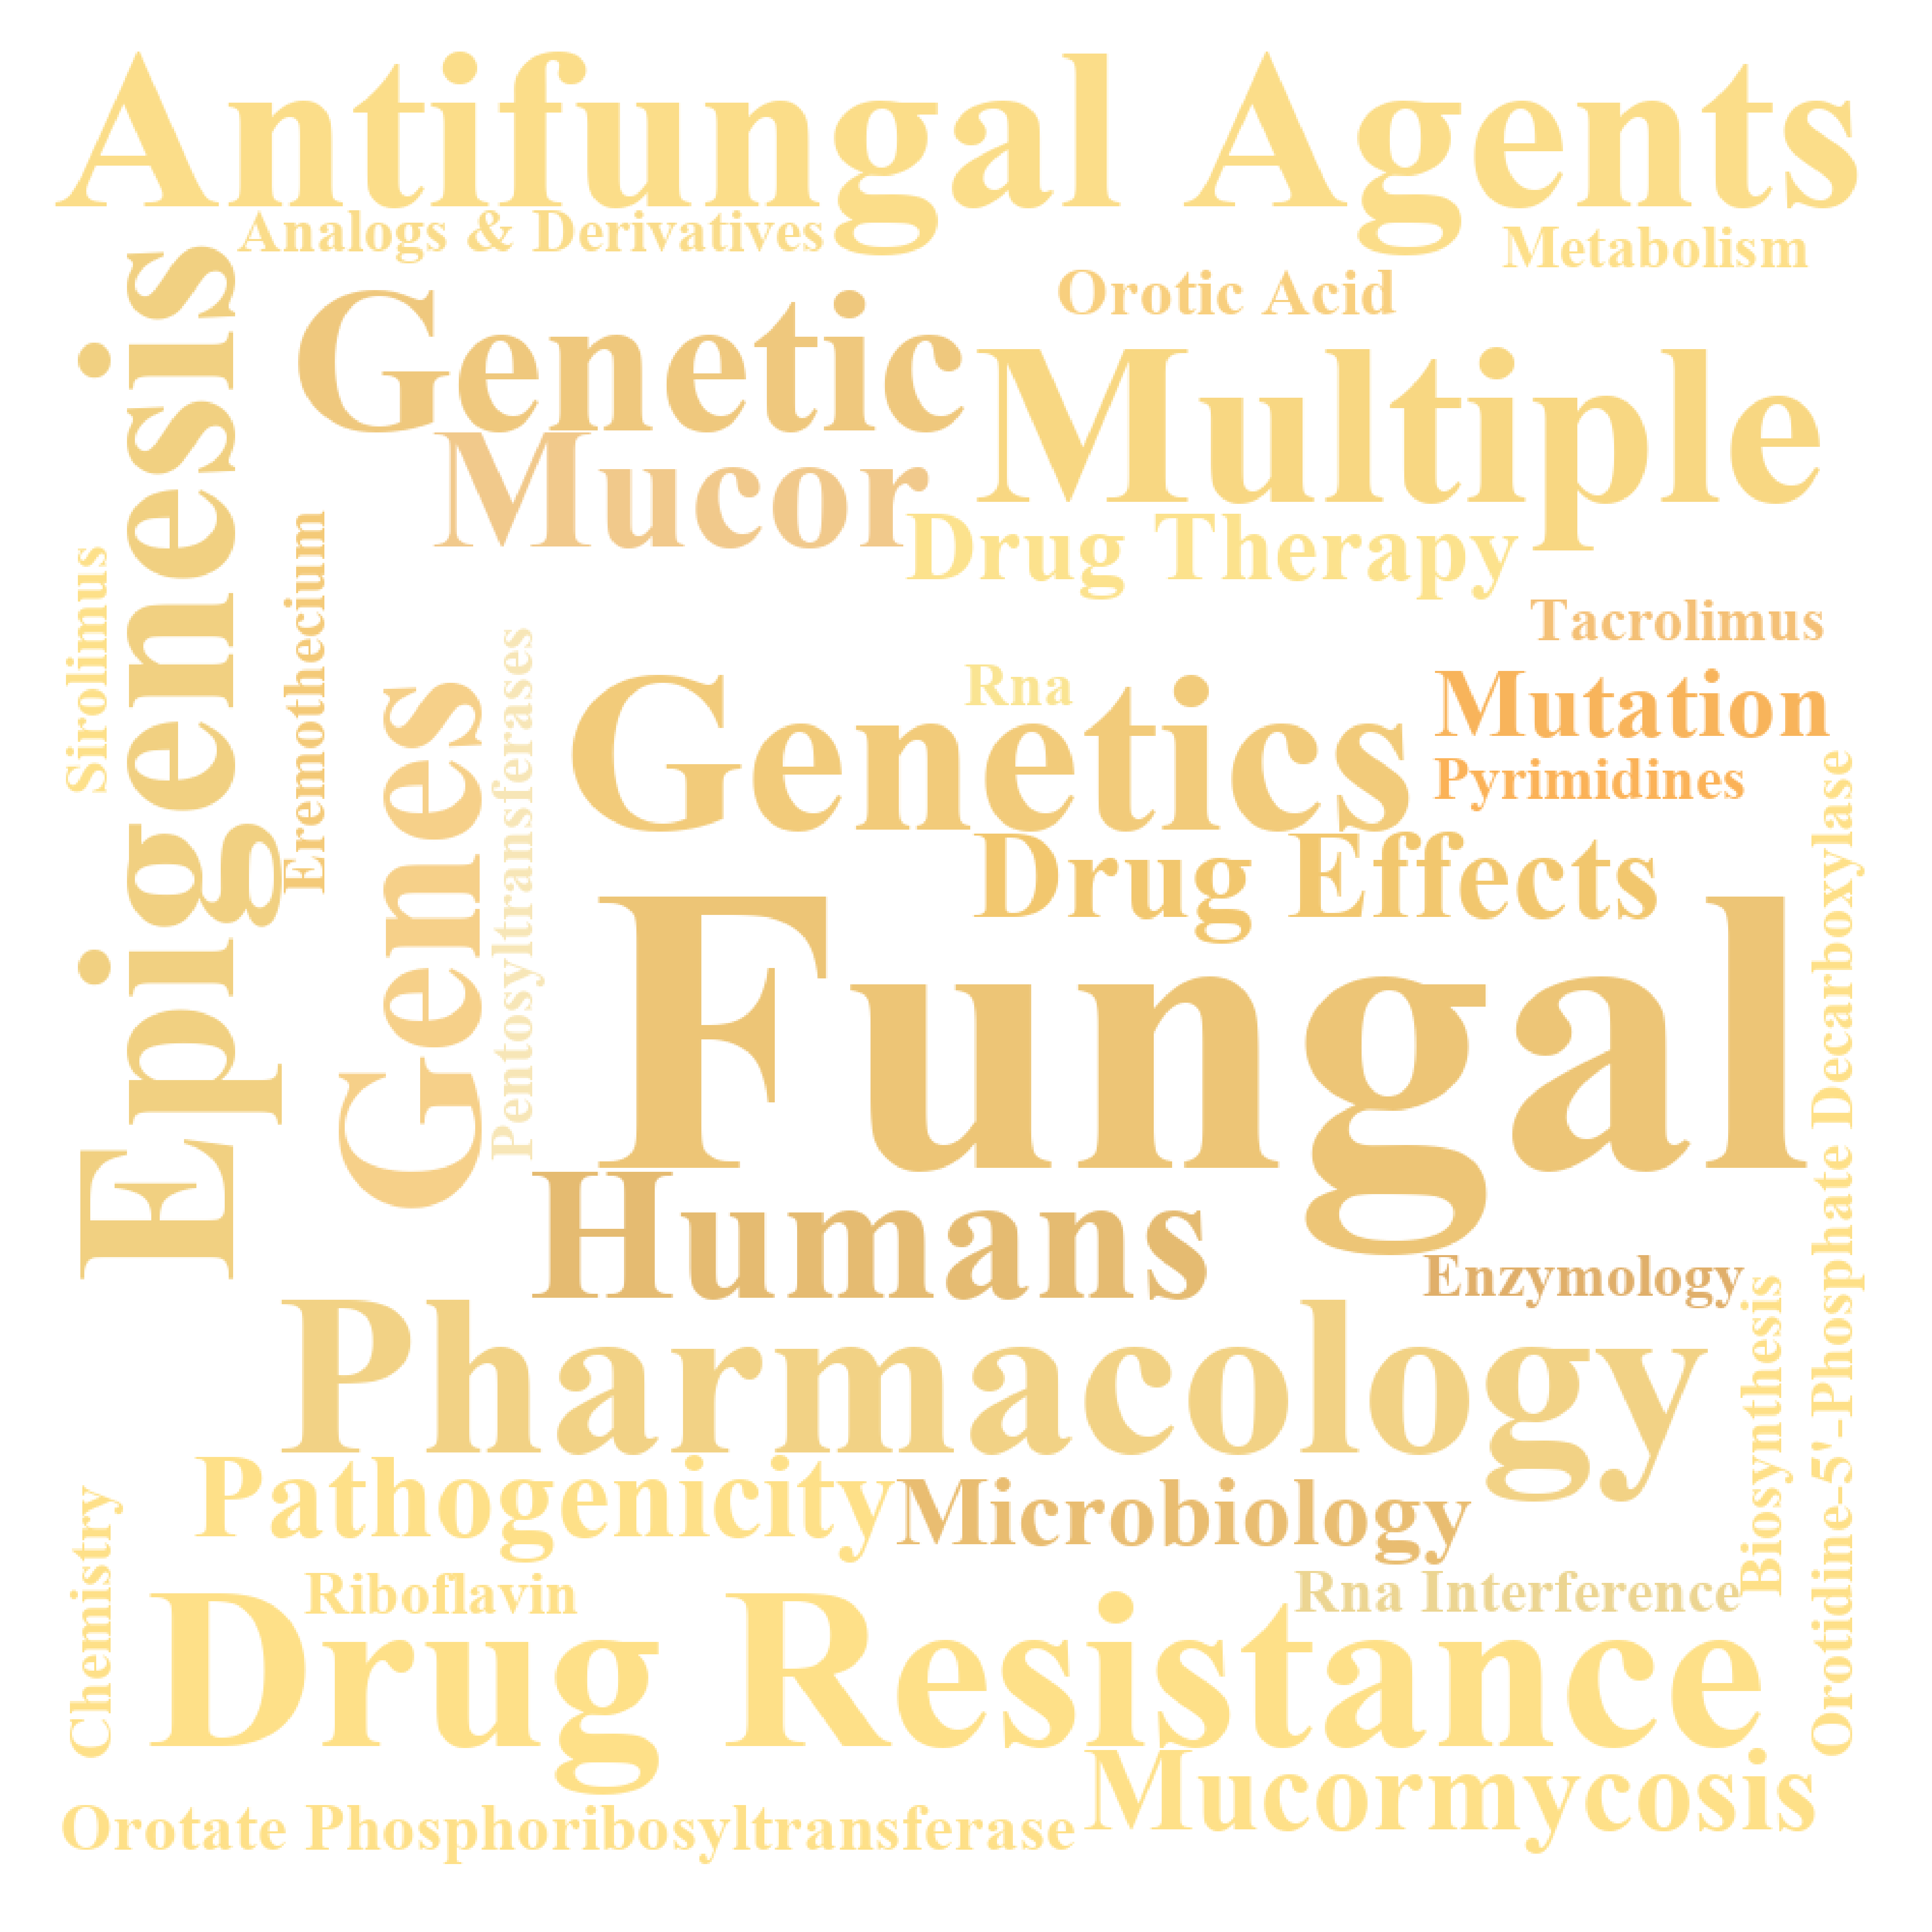 Antifungal Agents
Analogs & Derivatives
Metabolism
Orotic Acid
Epigenesis
Genetic
Multiple
Mucor
Drug Therapy
Sirolimus
Eremothecium
Tacrolimus
Genes
Pentosyltransferases
Rna
Genetics
Mutation
Pyrimidines
Drug Effects
Orotidine-5'-Phosphate Decarboxylase
Fungal
Humans
Enzymology
Pharmacology
Biosynthesis
Pathogenicity
Microbiology
Chemistry
Riboflavin
Rna Interference
Drug Resistance
Mucormycosis
Orotate Phosphoribosyltransferase